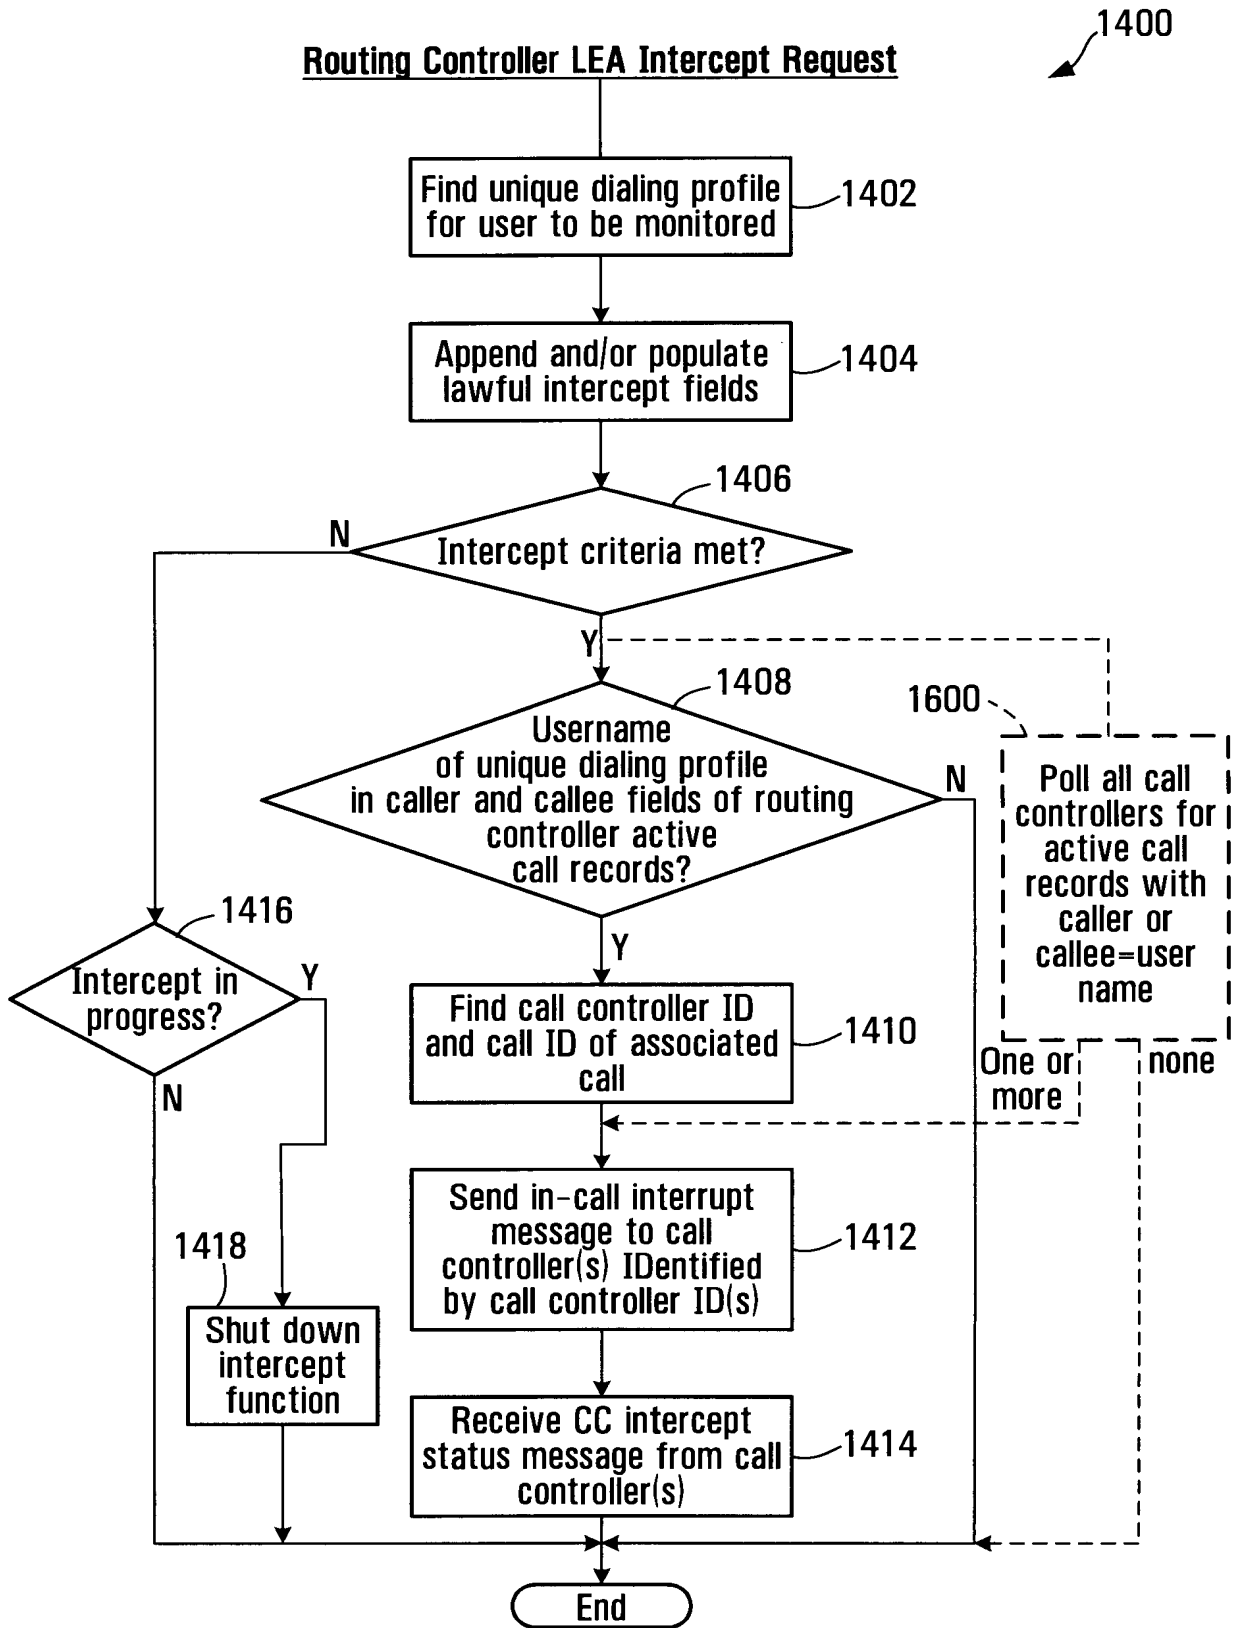 1400
Routing Controller LEA Intercept Request
Find unique dialing profile
for user to be monitored
1402
Append and/or populate
lawful intercept fields
1404
1406
N
Intercept criteria met?
Y
1408
Username
of unique dialing profile
in caller and callee fields of routing
controller active
call records?
N
Y
1600
Poll all call
controllers for
active call
records with
caller or
callee=user
name
One or
more
none
1416
Intercept in
progress?
Y
N
Find call controller ID
and call ID of associated
call
1410
Send in-call interrupt
message to call
controller(s) IDentified
by call controller ID(s)
1412
1418
Shut down
intercept
function
Receive CC intercept
status message from call
controller(s)
1414
End